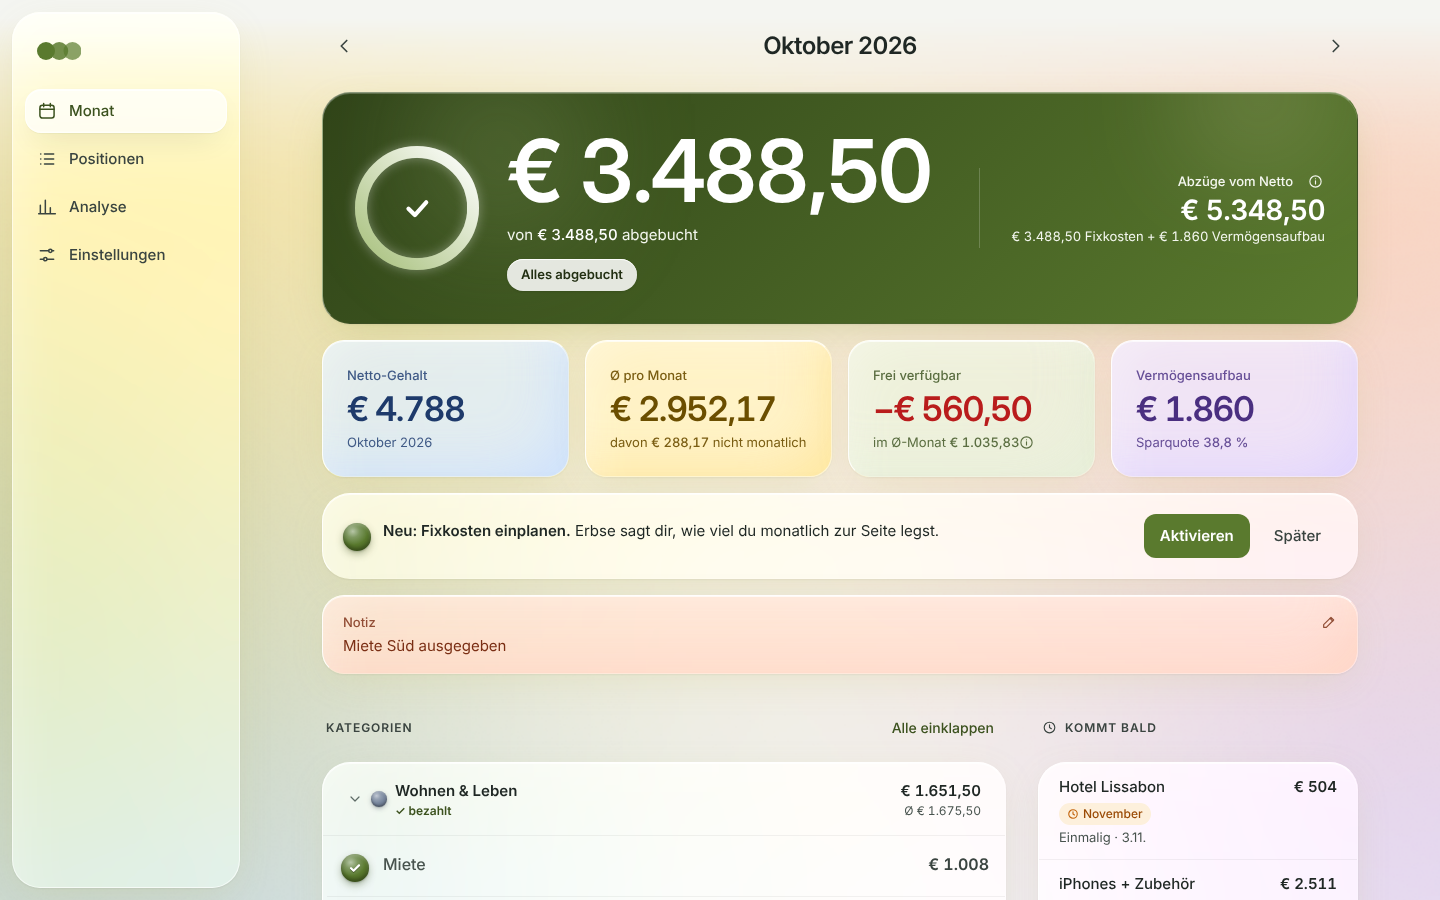 Oktober 2026
Monat
Positionen
Analyse
Einstellungen
€ 3.488,50
von € 3.488,50 abgebucht
Alles abgebucht
Abzüge vom Netto
€ 5.348,50
€ 3.488,50 Fixkosten + € 1.860 Vermögensaufbau
Netto-Gehalt
€ 4.788
Oktober 2026
Ø pro Monat
€ 2.952,17
davon € 288,17 nicht monatlich
Frei verfügbar
–€ 560,50
im Ø-Monat € 1.035,83
Vermögensaufbau
€ 1.860
Sparquote 38,8 %
Neu: Fixkosten einplanen. Erbse sagt dir, wie viel du monatlich zur Seite legst.
Aktivieren
Später
Notiz
Miete Süd ausgegeben
KATEGORIEN
Alle einklappen
Wohnen & Leben
€ 1.651,50
bezahlt
Ø € 1.675,50
Miete
€ 1.008
KOMMT BALD
Hotel Lissabon
€ 504
November
Einmalig · 3.11.
iPhones + Zubehör
€ 2.511